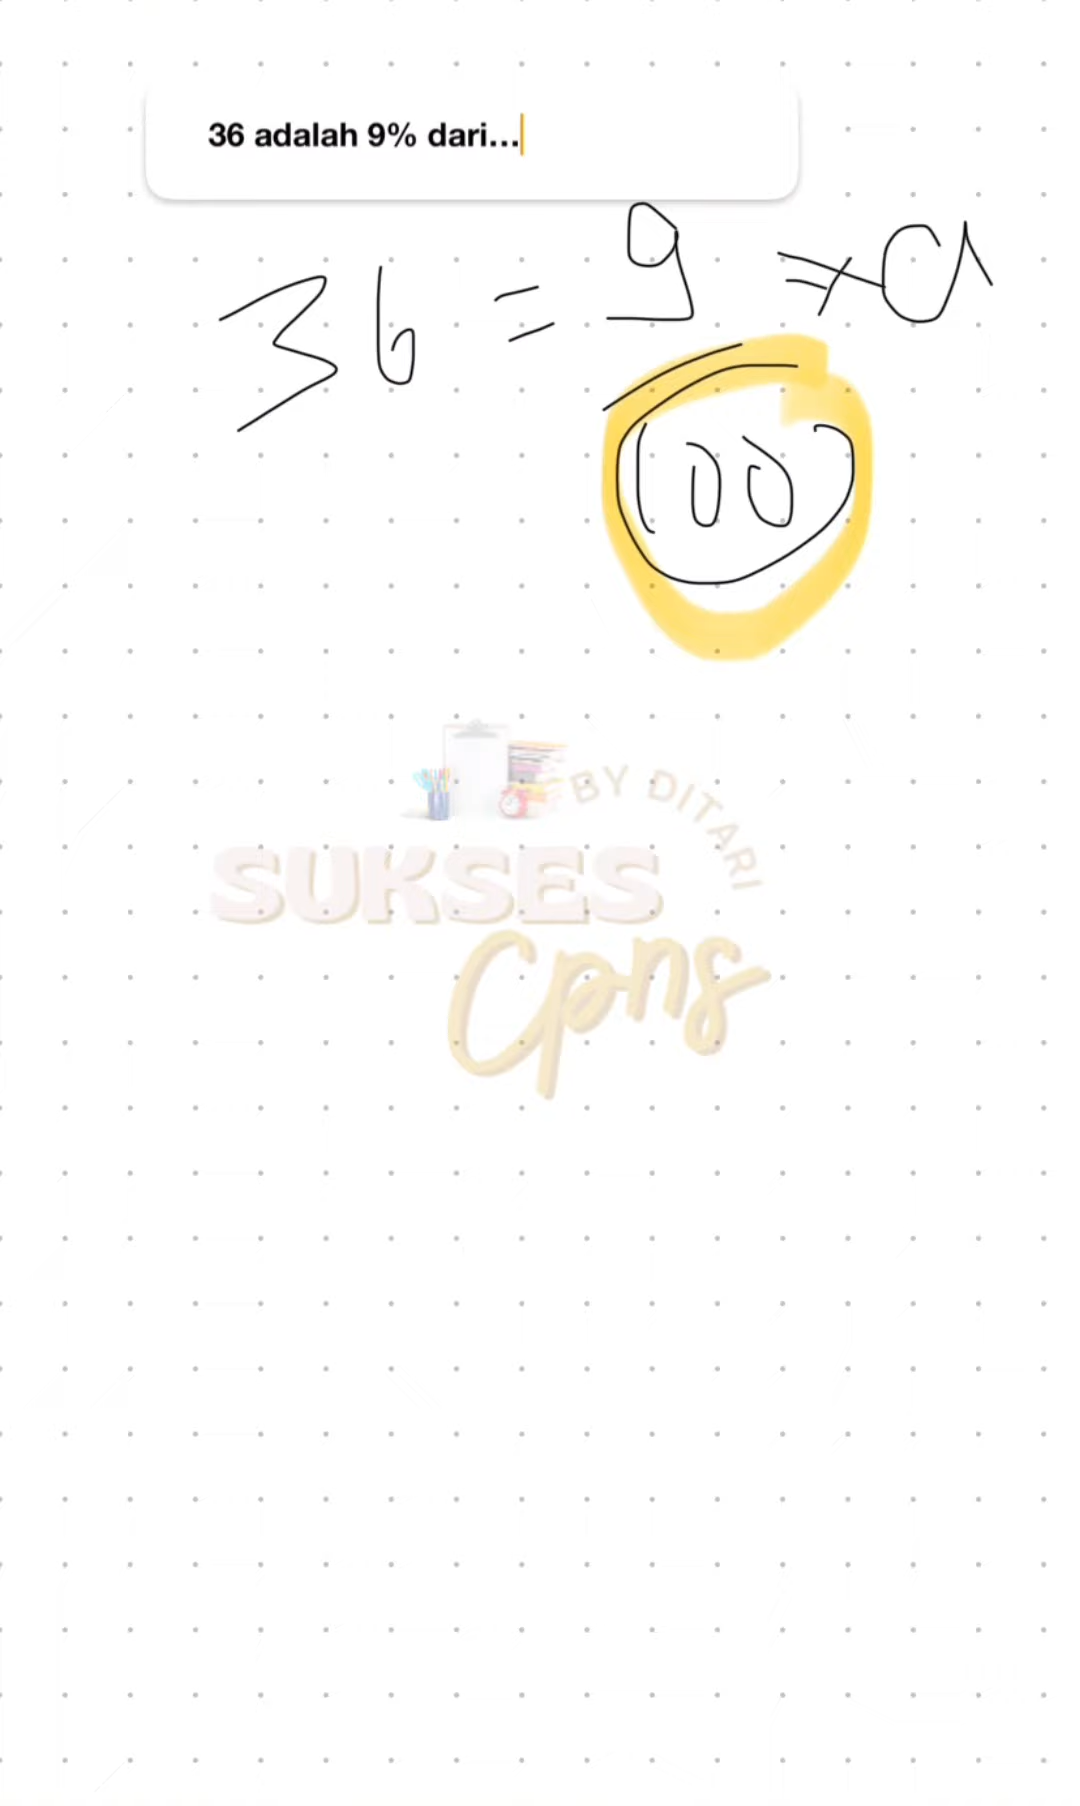 36 adalah 9% dari...
36 = 9 × a
100
BY DITARI
SUKSES
Cpns